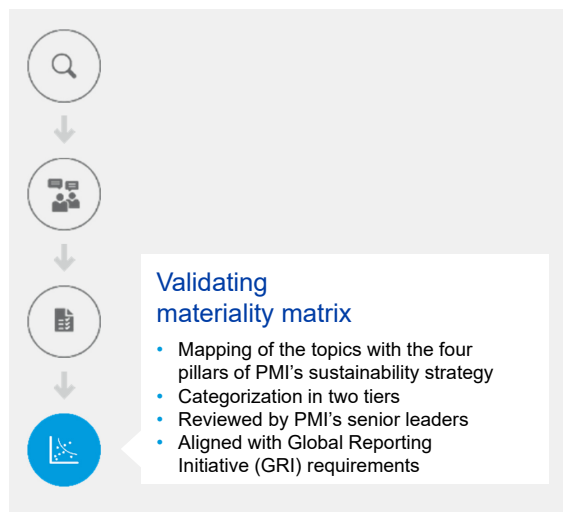 Validating
materiality matrix
• Mapping of the topics with the four
pillars of PMI’s sustainability strategy
• Categorization in two tiers
• Reviewed by PMI’s senior leaders
• Aligned with Global Reporting
Initiative (GRI) requirements